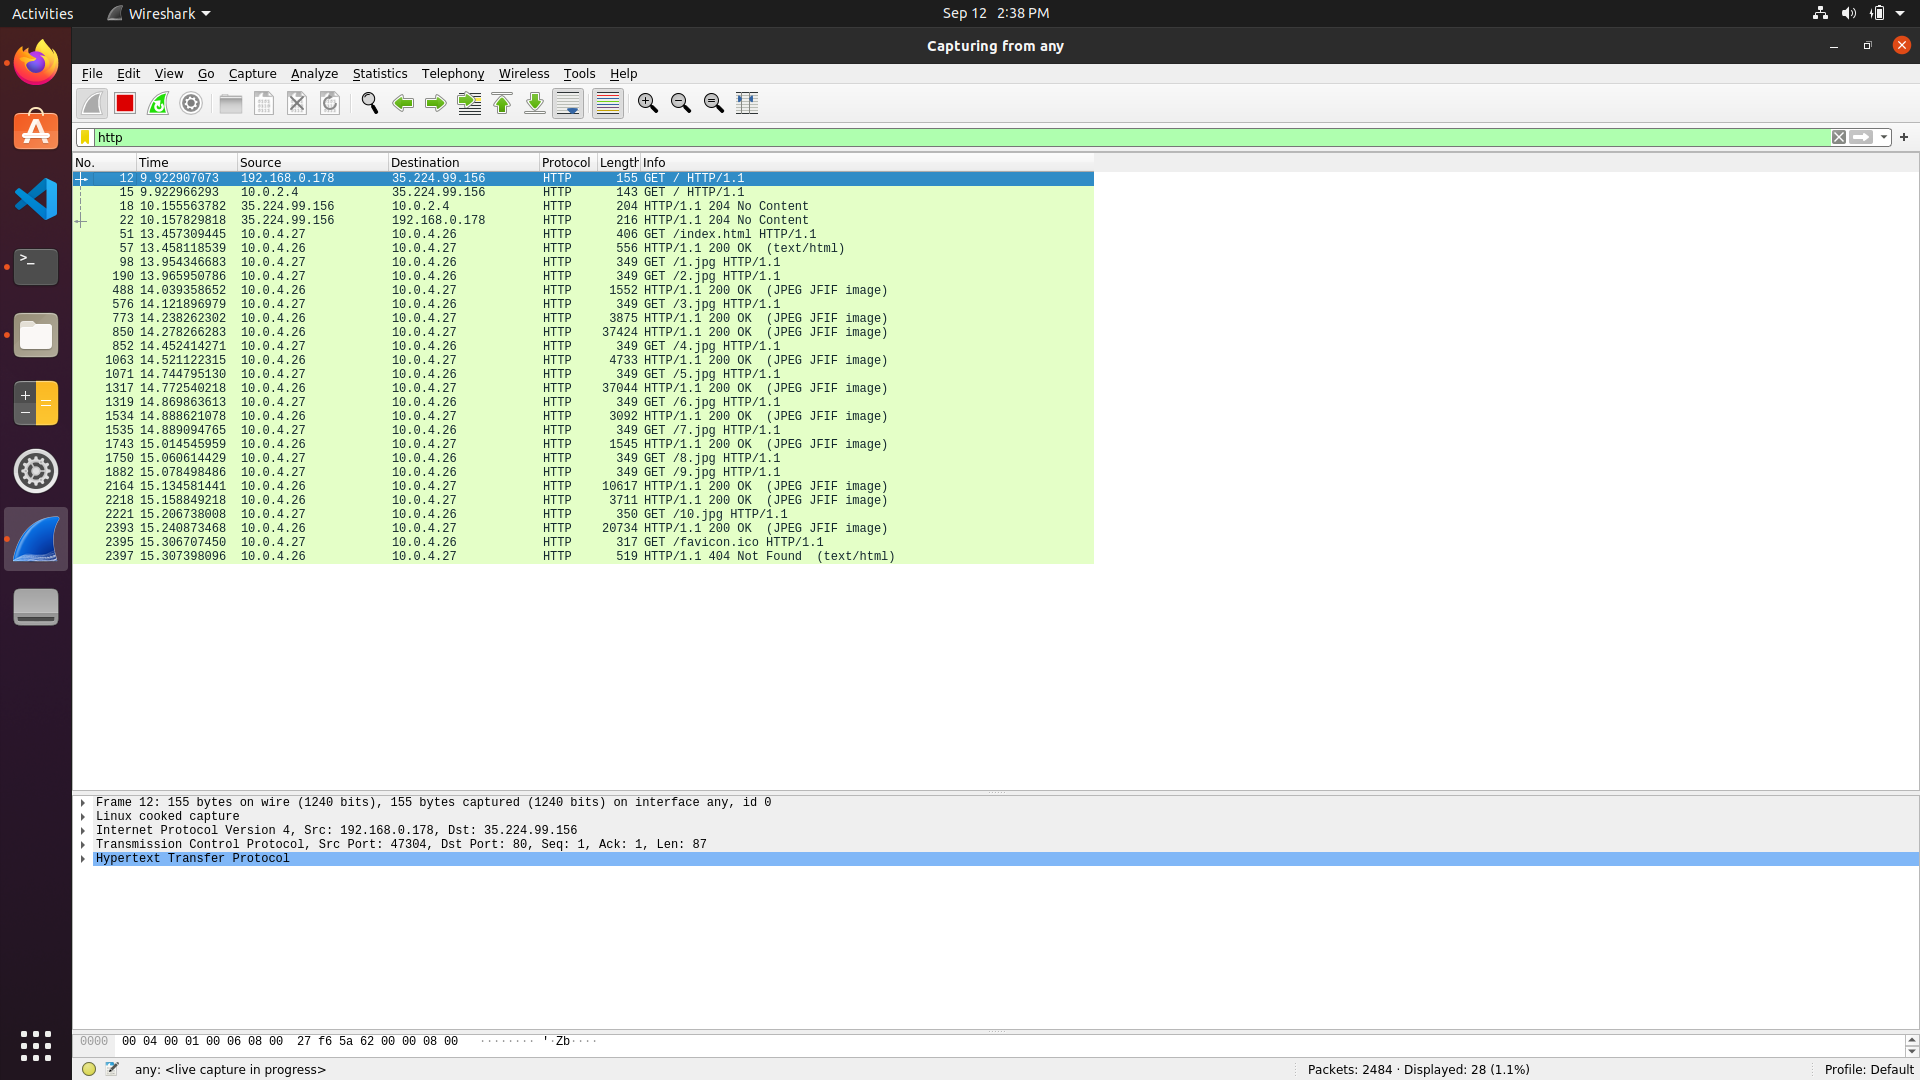 Activities Wireshark Sep 12 2:38 PM
Capturing from any
File Edit View Go Capture Analyze Statistics Telephony Wireless Tools Help
http
No. Time Source Destination Protocol Length Info
12 9.922907073 192.168.0.178 35.224.99.156 HTTP 155 GET / HTTP/1.1
15 9.922966293 10.0.2.4 35.224.99.156 HTTP 143 GET / HTTP/1.1
18 10.155563782 35.224.99.156 10.0.2.4 HTTP 204 HTTP/1.1 204 No Content
22 10.157829818 35.224.99.156 192.168.0.178 HTTP 216 HTTP/1.1 204 No Content
51 13.457309445 10.0.4.27 10.0.4.26 HTTP 406 GET /index.html HTTP/1.1
57 13.458118539 10.0.4.26 10.0.4.27 HTTP 556 HTTP/1.1 200 OK (text/html)
98 13.954346683 10.0.4.27 10.0.4.26 HTTP 349 GET /1.jpg HTTP/1.1
190 13.965950786 10.0.4.27 10.0.4.26 HTTP 349 GET /2.jpg HTTP/1.1
488 14.039358652 10.0.4.26 10.0.4.27 HTTP 1552 HTTP/1.1 200 OK (JPEG JFIF image)
576 14.121896979 10.0.4.27 10.0.4.26 HTTP 349 GET /3.jpg HTTP/1.1
773 14.238262302 10.0.4.26 10.0.4.27 HTTP 3875 HTTP/1.1 200 OK (JPEG JFIF image)
850 14.278266283 10.0.4.26 10.0.4.27 HTTP 37424 HTTP/1.1 200 OK (JPEG JFIF image)
852 14.452414271 10.0.4.27 10.0.4.26 HTTP 349 GET /4.jpg HTTP/1.1
1063 14.521122315 10.0.4.26 10.0.4.27 HTTP 4733 HTTP/1.1 200 OK (JPEG JFIF image)
1071 14.744795130 10.0.4.27 10.0.4.26 HTTP 349 GET /5.jpg HTTP/1.1
1317 14.772540218 10.0.4.26 10.0.4.27 HTTP 37044 HTTP/1.1 200 OK (JPEG JFIF image)
1319 14.869863613 10.0.4.27 10.0.4.26 HTTP 349 GET /6.jpg HTTP/1.1
1534 14.888621078 10.0.4.26 10.0.4.27 HTTP 3092 HTTP/1.1 200 OK (JPEG JFIF image)
1535 14.889094765 10.0.4.27 10.0.4.26 HTTP 349 GET /7.jpg HTTP/1.1
1743 15.014545959 10.0.4.26 10.0.4.27 HTTP 1545 HTTP/1.1 200 OK (JPEG JFIF image)
1750 15.060614429 10.0.4.27 10.0.4.26 HTTP 349 GET /8.jpg HTTP/1.1
1882 15.078498486 10.0.4.27 10.0.4.26 HTTP 349 GET /9.jpg HTTP/1.1
2164 15.134581441 10.0.4.26 10.0.4.27 HTTP 10617 HTTP/1.1 200 OK (JPEG JFIF image)
2218 15.158849218 10.0.4.26 10.0.4.27 HTTP 3711 HTTP/1.1 200 OK (JPEG JFIF image)
2221 15.206738008 10.0.4.27 10.0.4.26 HTTP 350 GET /10.jpg HTTP/1.1
2393 15.240873468 10.0.4.26 10.0.4.27 HTTP 20734 HTTP/1.1 200 OK (JPEG JFIF image)
2395 15.306707450 10.0.4.27 10.0.4.26 HTTP 317 GET /favicon.ico HTTP/1.1
2397 15.307398096 10.0.4.26 10.0.4.27 HTTP 519 HTTP/1.1 404 Not Found (text/html)
Frame 12: 155 bytes on wire (1240 bits), 155 bytes captured (1240 bits) on interface any, id 0
Linux cooked capture
Internet Protocol Version 4, Src: 192.168.0.178, Dst: 35.224.99.156
Transmission Control Protocol, Src Port: 47304, Dst Port: 80, Seq: 1, Ack: 1, Len: 87
Hypertext Transfer Protocol
0000 00 04 00 01 00 06 08 00 27 f6 5a 62 00 00 08 00 ········ '·Zb····
any: <live capture in progress> Packets: 2484 · Displayed: 28 (1.1%) Profile: Default